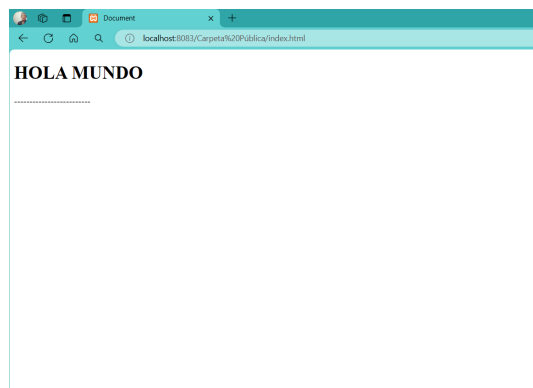 Document
localhost:8083/Carpeta%20Pública/index.html
HOLA MUNDO
-------------------------